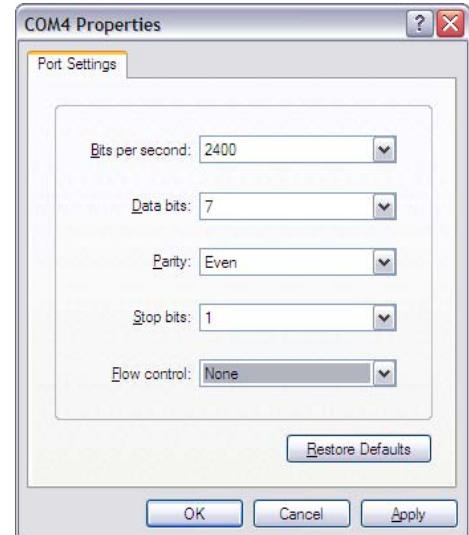 COM4 Properties
Port Settings
Bits per second: 2400
Data bits: 7
Parity: Even
Stop bits: 1
Flow control: None
Restore Defaults
OK Cancel Apply